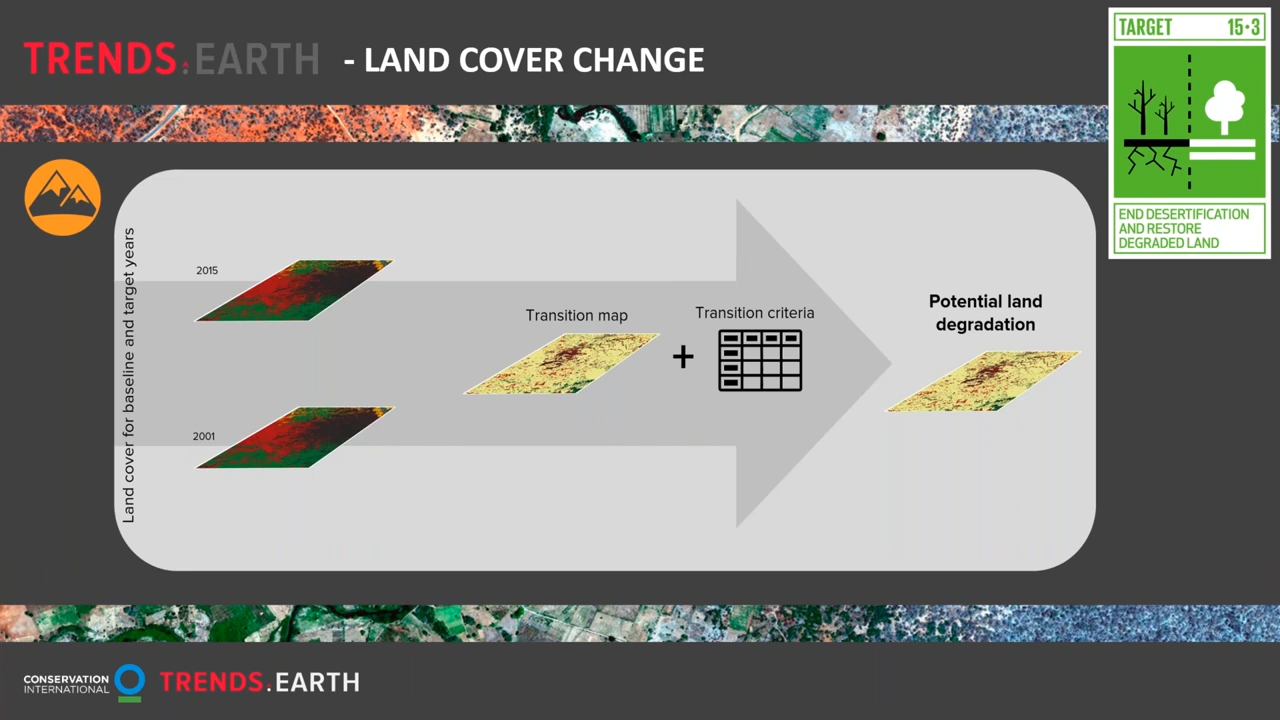 TRENDS.EARTH - LAND COVER CHANGE
TARGET 15·3
END DESERTIFICATION
AND RESTORE
DEGRADED LAND
Land cover for baseline and target years
2015
2001
Transition map
+
Transition criteria
Potential land
degradation
CONSERVATION
INTERNATIONAL
TRENDS.EARTH